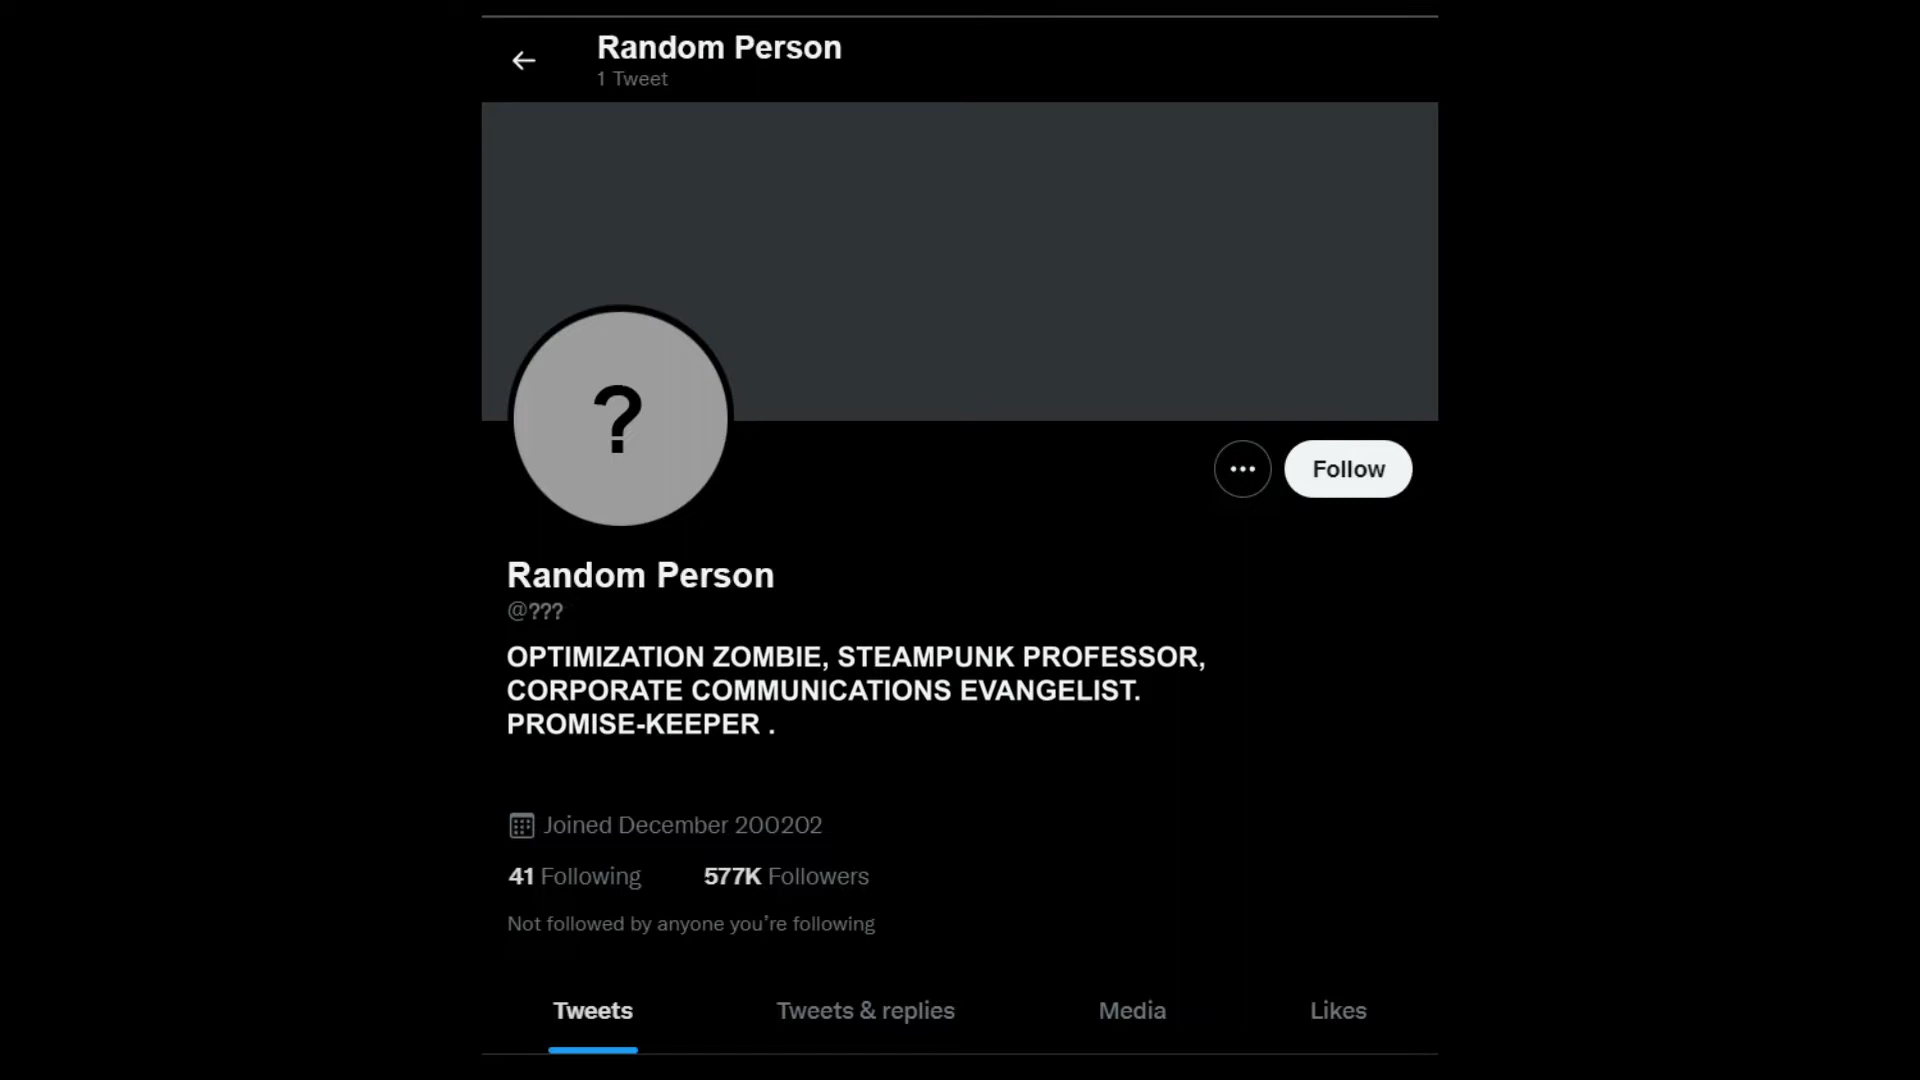 Random Person
1 Tweet
?
Follow
Random Person
@???
OPTIMIZATION ZOMBIE, STEAMPUNK PROFESSOR,
CORPORATE COMMUNICATIONS EVANGELIST.
PROMISE-KEEPER .
Joined December 200202
41 Following 577K Followers
Not followed by anyone you’re following
Tweets Tweets & replies Media Likes